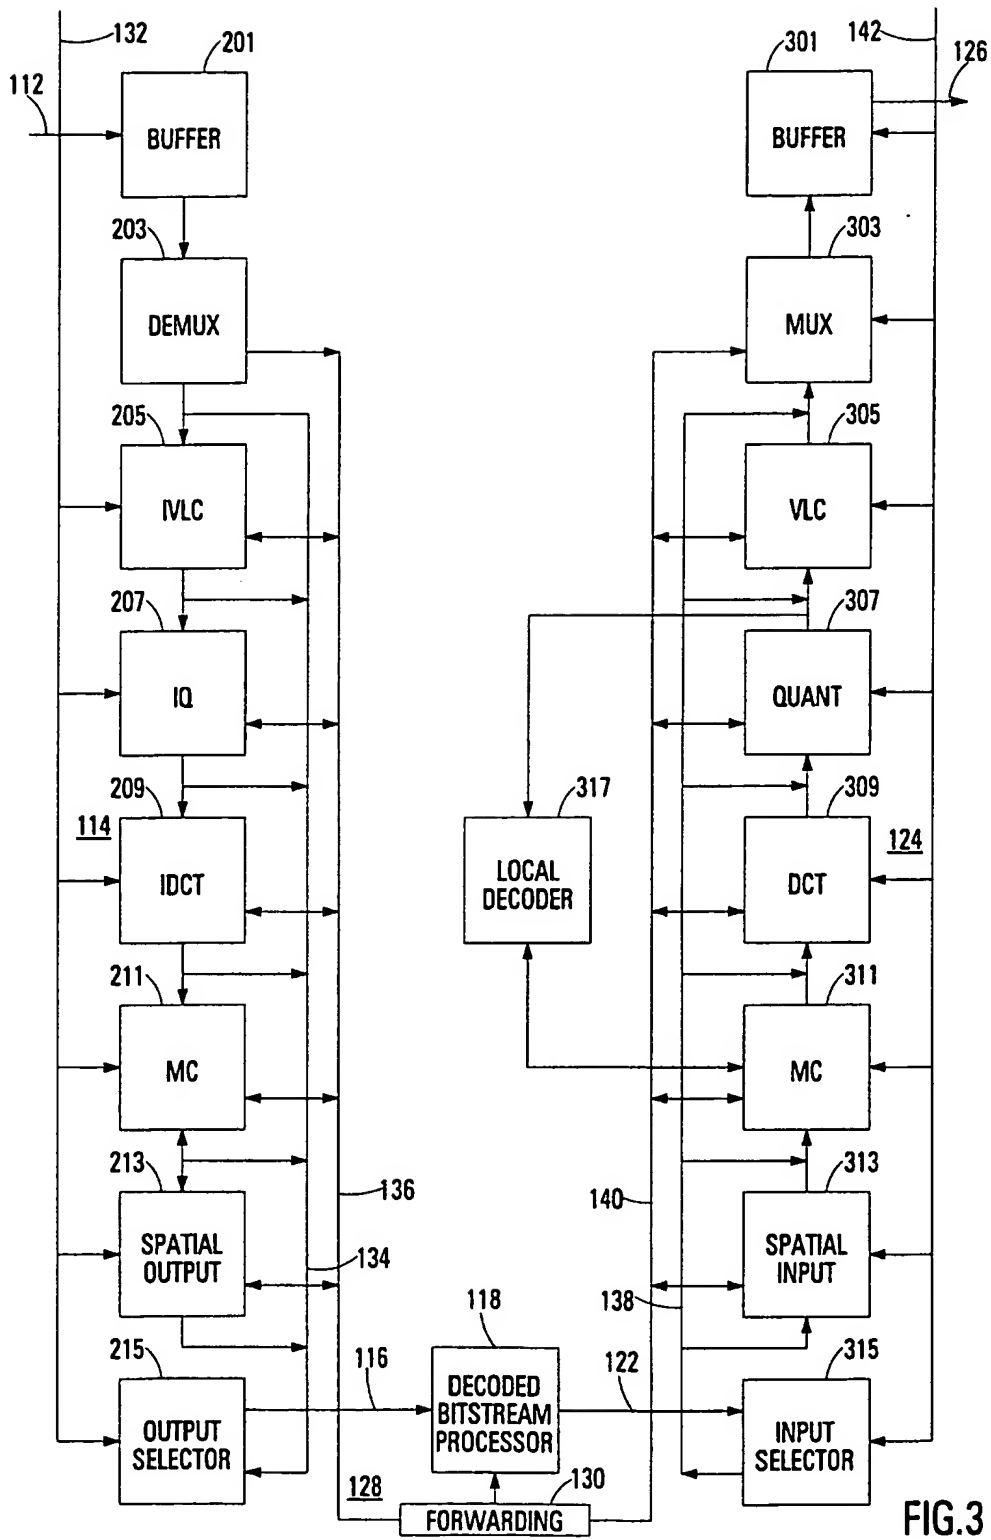 132
201
301
142
126
112
BUFFER
BUFFER
203
303
DEMUX
MUX
205
305
IVLC
VLC
207
307
IQ
QUANT
209
317
309
114
124
IDCT
LOCAL
DECODER
DCT
211
311
MC
MC
213
136
140
313
SPATIAL
OUTPUT
134
SPATIAL
INPUT
138
118
215
116
122
315
OUTPUT
SELECTOR
DECODED
BITSTREAM
PROCESSOR
INPUT
SELECTOR
128
130
FORWARDING
FIG.3